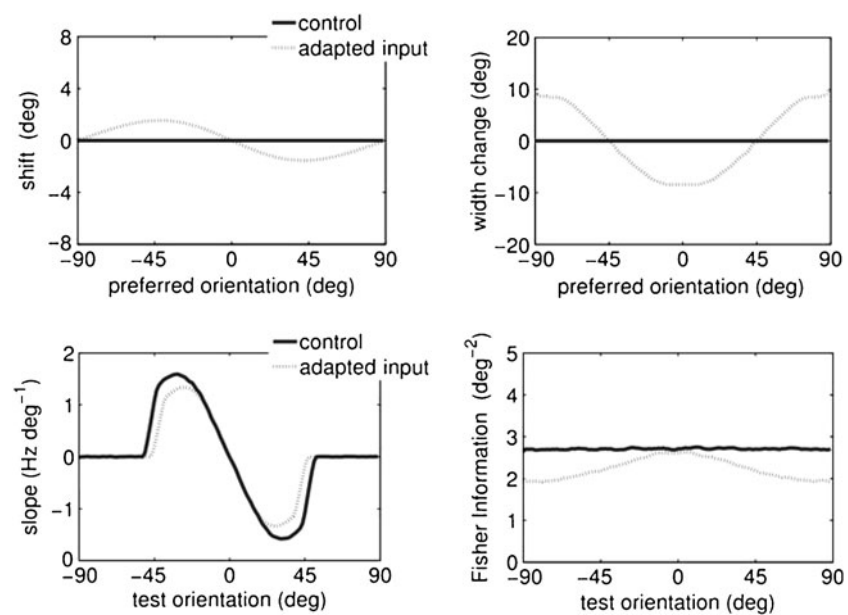 control
adapted input
8
4
0
−4
−8
shift (deg)
−90 −45 0 45 90
preferred orientation (deg)
20
10
0
−10
−20
width change (deg)
−90 −45 0 45 90
preferred orientation (deg)
control
adapted input
2
1
0
-1
0
slope (Hz deg−1)
−90 −45 0 45 90
test orientation (deg)
5
4
3
2
1
0
Fisher Information (deg−2)
−90 −45 0 45 90
test orientation (deg)